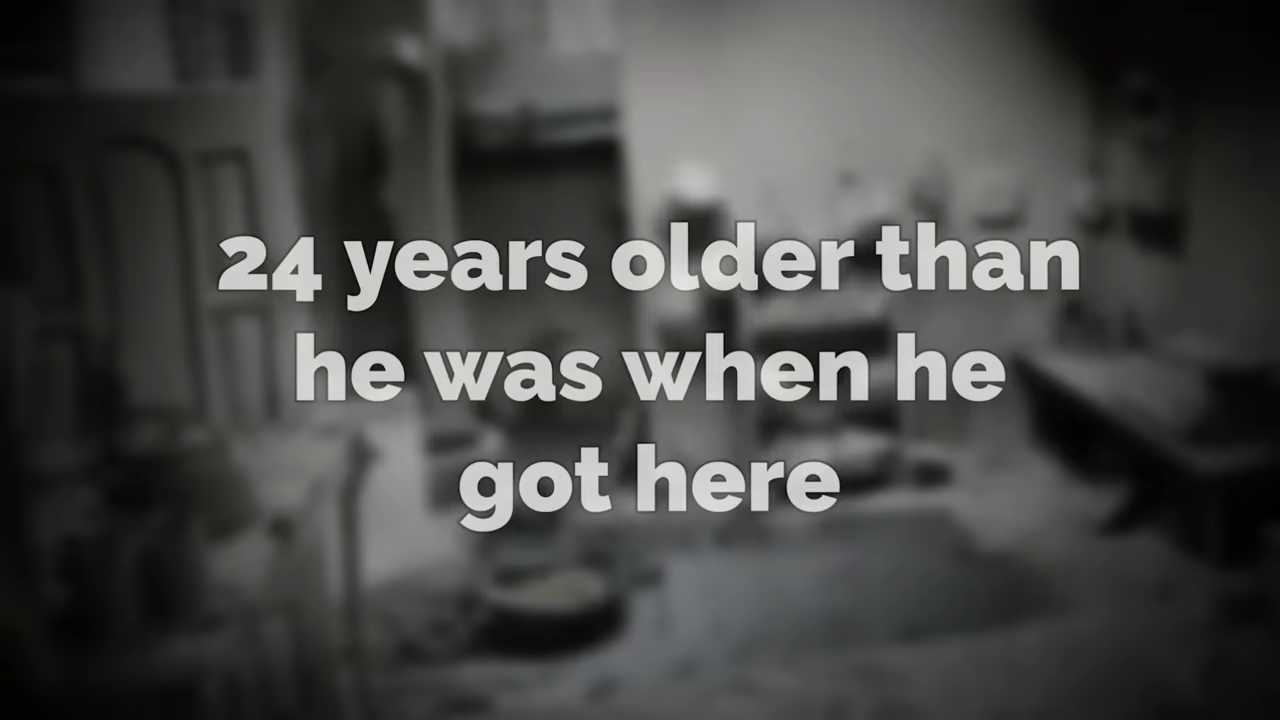 24 years older than
he was when he
got here